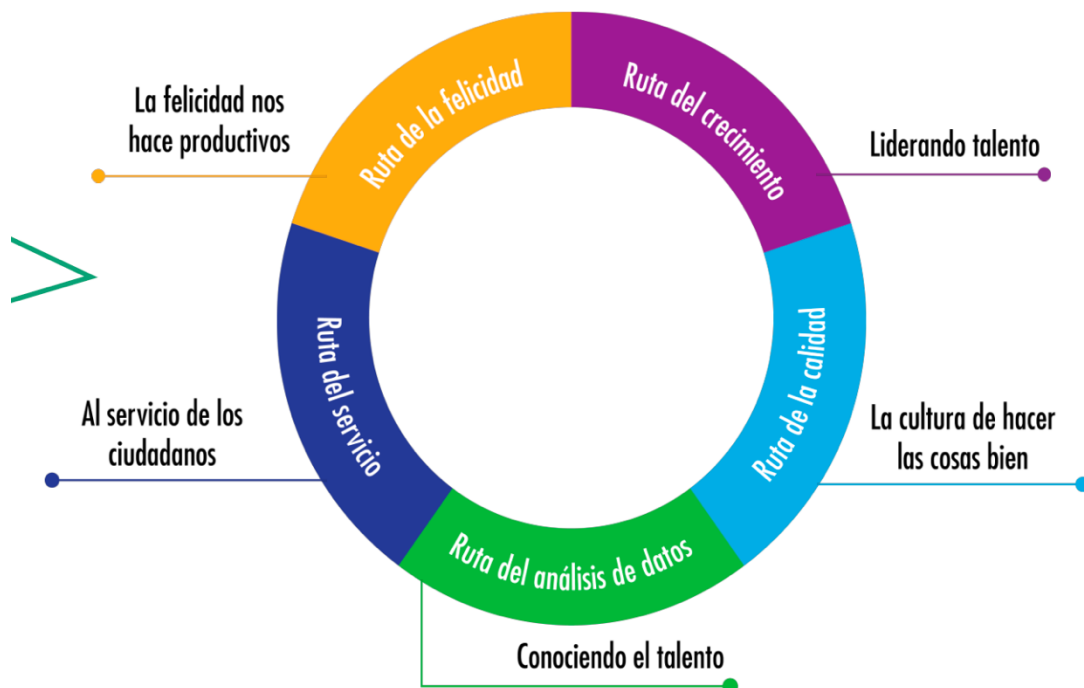 La felicidad nos
hace productivos
Ruta de la felicidad
Ruta del crecimiento
Liderando talento
Ruta del servicio
Ruta de la calidad
Al servicio de los
ciudadanos
La cultura de hacer
las cosas bien
Ruta del análisis de datos
Conociendo el talento